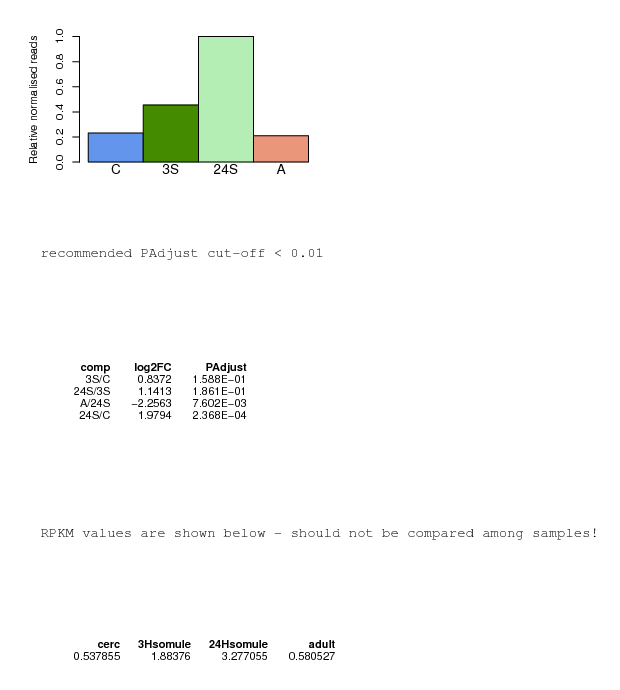 Relative normalised reads
1.0
0.8
0.6
0.4
0.2
0.0
C 3S 24S A
recommended PAdjust cut-off < 0.01
comp log2FC PAdjust
3S/C 0.8372 1.588E−01
24S/3S 1.1413 1.861E−01
A/24S −2.2563 7.602E−03
24S/C 1.9794 2.368E−04
RPKM values are shown below - should not be compared among samples!
cerc 3Hsomule 24Hsomule adult
0.537855 1.88376 3.277055 0.580527